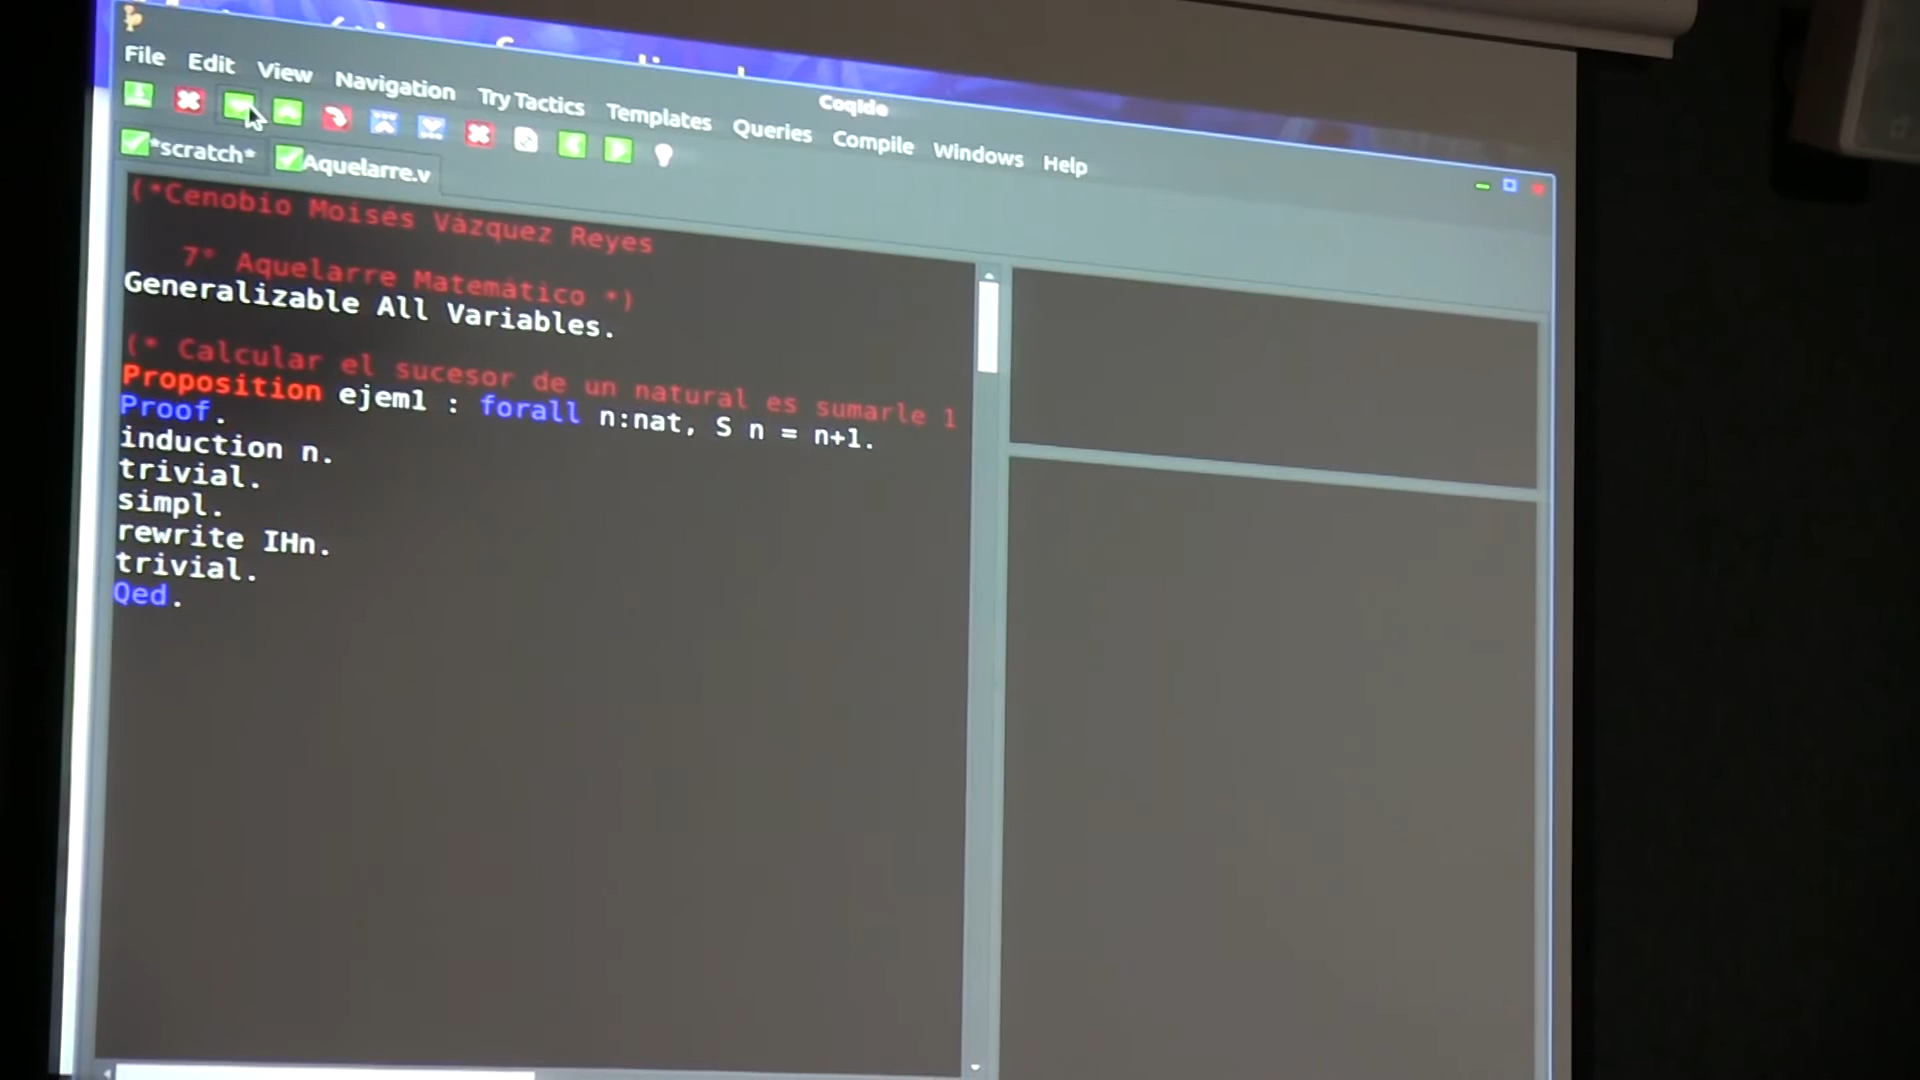 CoqIde
File Edit View Navigation Try Tactics Templates Queries Compile Windows Help
*scratch* Aquelarre.v
(*Cenobio Moisés Vázquez Reyes
7° Aquelarre Matemático *)
Generalizable All Variables.
(* Calcular el sucesor de un natural es sumarle 1
Proposition ejem1 : forall n:nat, S n = n+1.
Proof.
induction n.
trivial.
simpl.
rewrite IHn.
trivial.
Qed.